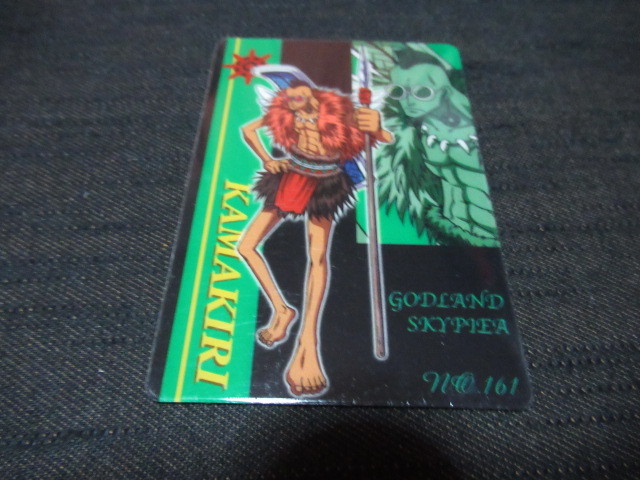 KAMAKIRI
GODLAND
SKYPIEA
NO.161